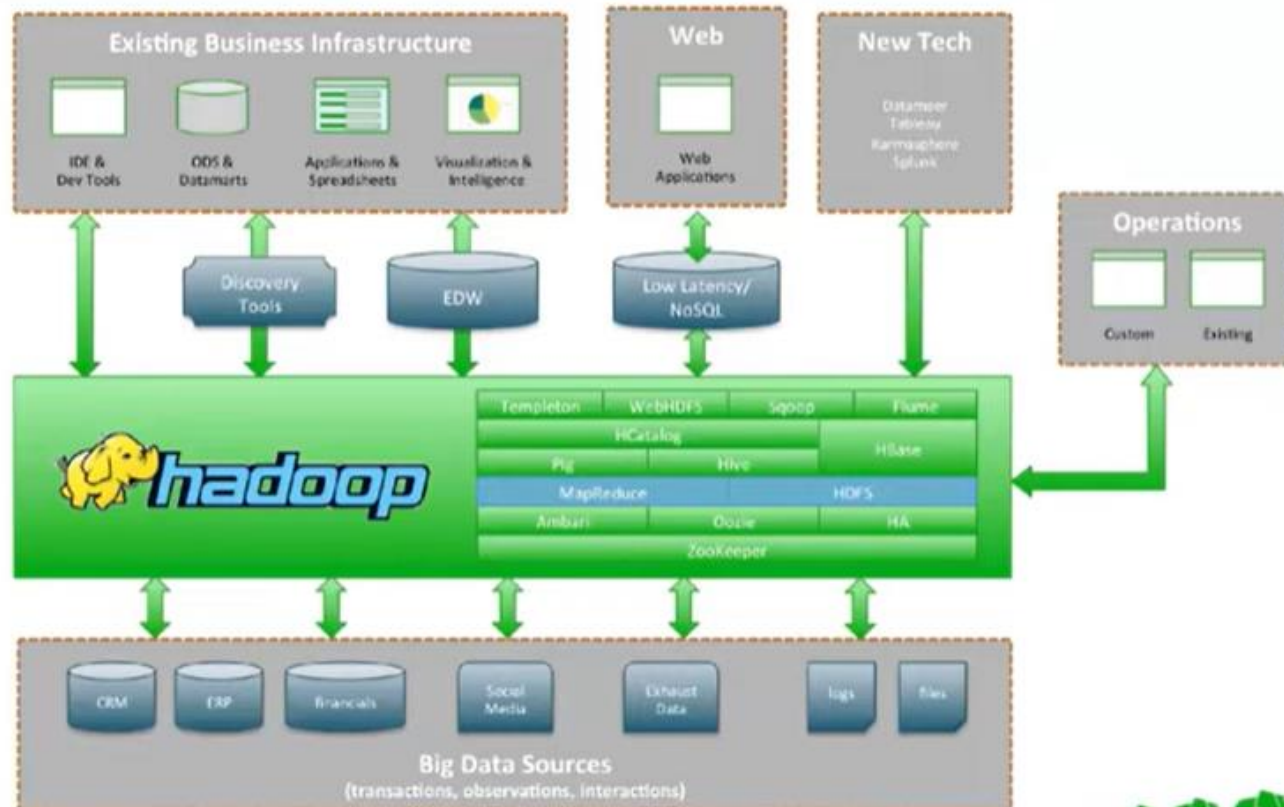 Existing Business Infrastructure
IDE &
Dev Tools
ODS &
Datamarts
Applications &
Spreadsheets
Visualization &
Intelligence
Web
Web
Applications
New Tech
Datameer
Tableau
Karmasphere
Splunk
Operations
Custom
Existing
Discovery
Tools
EDW
Low Latency/
NoSQL
hadoop
Templeton
WebHDFS
Sqoop
Flume
HCatalog
HBase
Pig
Hive
MapReduce
HDFS
Ambari
Oozie
HA
ZooKeeper
CRM
ERP
financials
Social
Media
Exhaust
Data
logs
files
Big Data Sources
(transactions, observations, interactions)